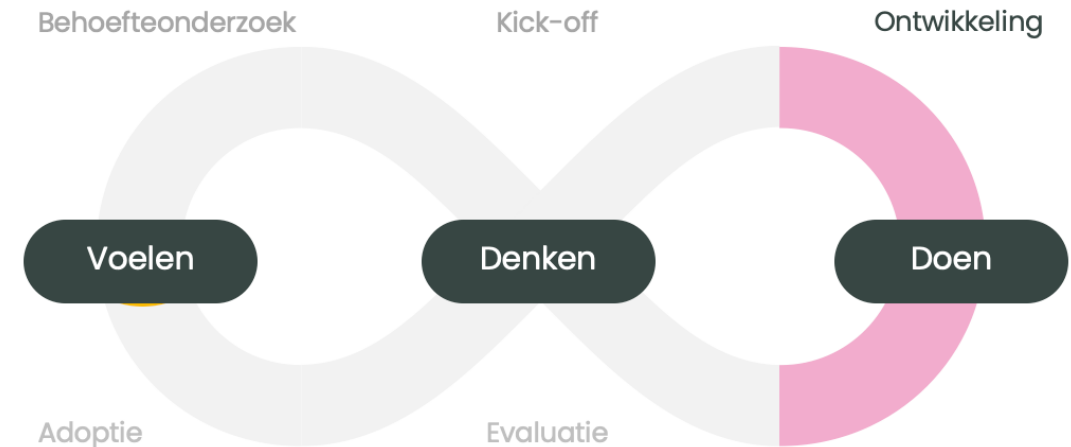 Behoefteonderzoek
Kick-off
Ontwikkeling
Voelen
Denken
Doen
Adoptie
Evaluatie